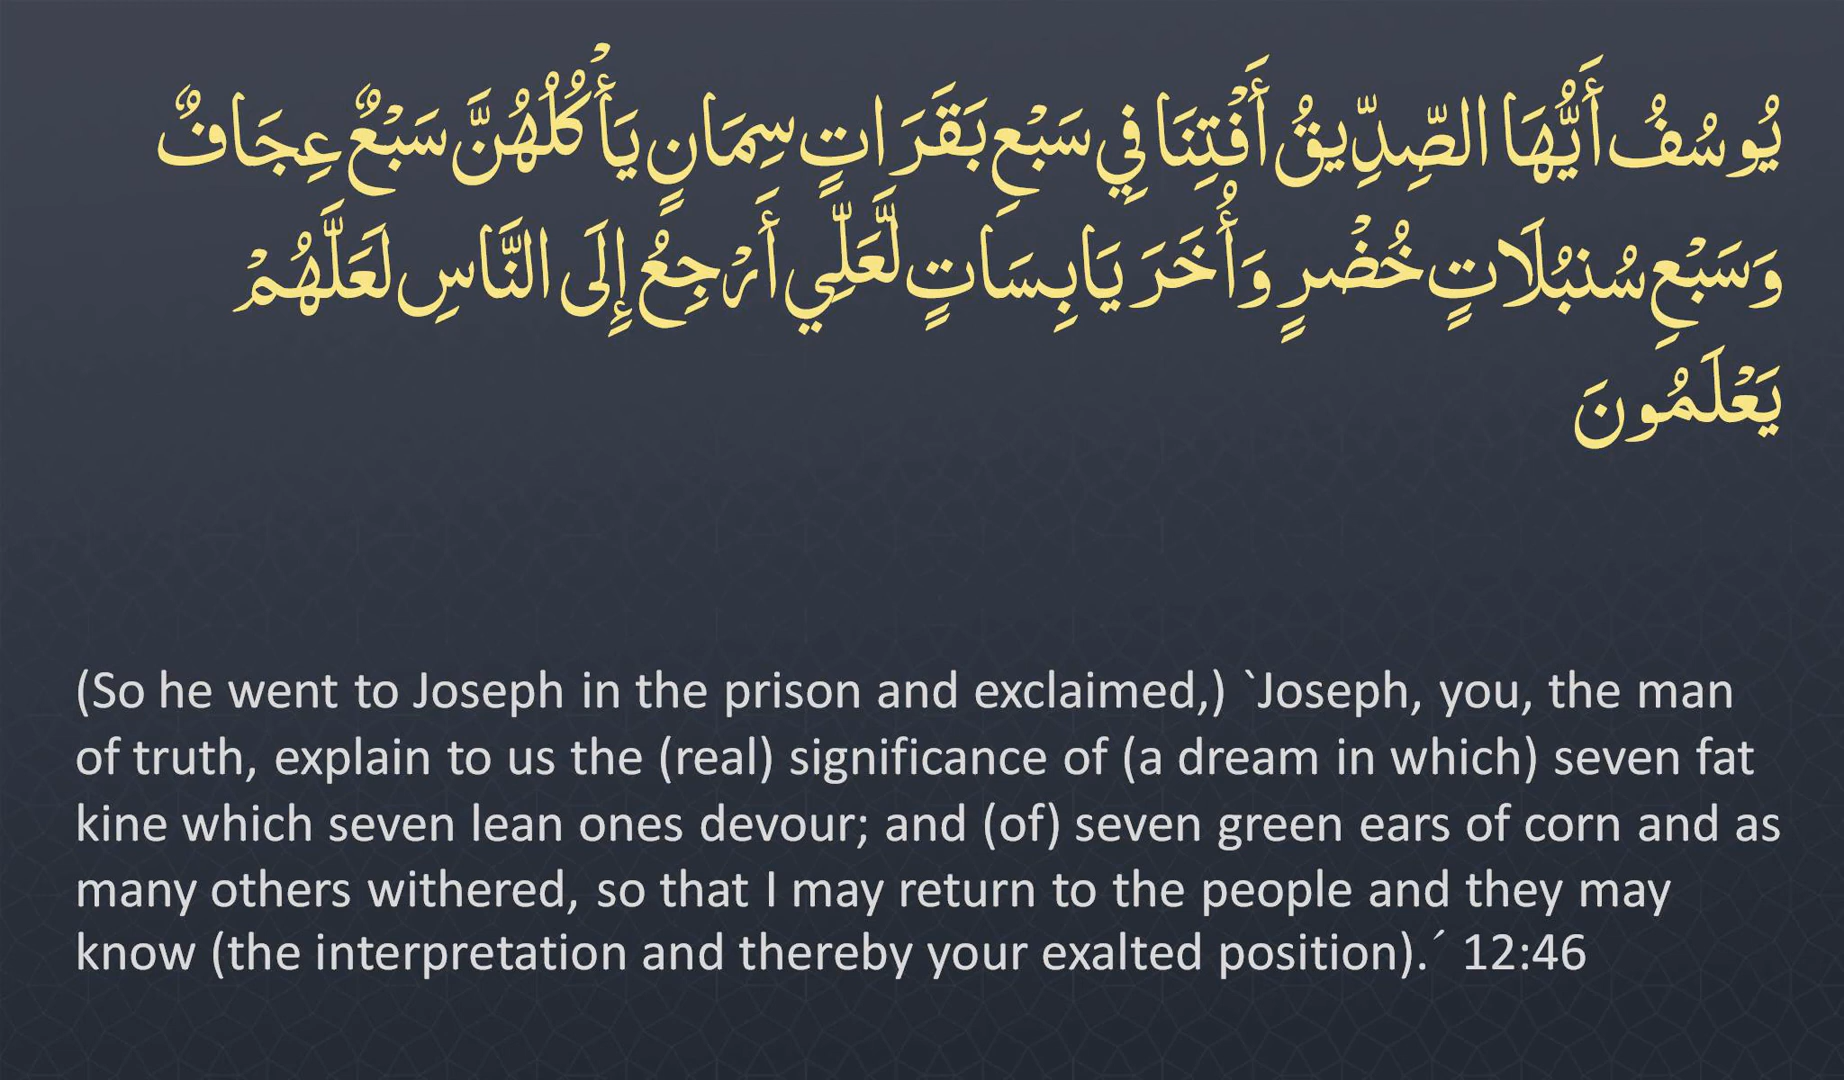 يُوسُفُ أَيُّهَا الصِّدِّيقُ أَفْتِنَا فِي سَبْعِ بَقَرَاتٍ سِمَانٍ يَأْكُلُهُنَّ سَبْعٌ عِجَافٌ
وَسَبْعِ سُنبُلَاتٍ خُضْرٍ وَأُخَرَ يَابِسَاتٍ لَّعَلِّي أَرْجِعُ إِلَى النَّاسِ لَعَلَّهُمْ
يَعْلَمُونَ
(So he went to Joseph in the prison and exclaimed,) `Joseph, you, the man
of truth, explain to us the (real) significance of (a dream in which) seven fat
kine which seven lean ones devour; and (of) seven green ears of corn and as
many others withered, so that I may return to the people and they may
know (the interpretation and thereby your exalted position).´ 12:46